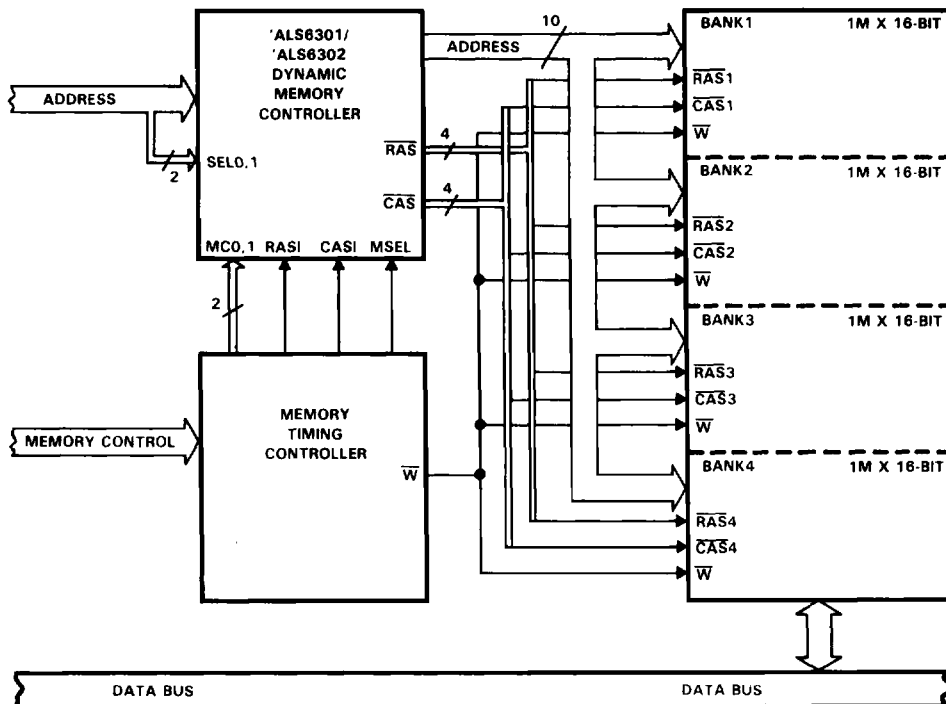 'ALS6301/
'ALS6302
DYNAMIC
MEMORY
CONTROLLER
ADDRESS
2
SEL0,1
RAS
4
CAS
4
MC0,1 RASI CASI MSEL
10
ADDRESS
BANK1 1M X 16-BIT
RAS1
CAS1
W
BANK2 1M X 16-BIT
RAS2
CAS2
W
BANK3 1M X 16-BIT
RAS3
CAS3
W
BANK4 1M X 16-BIT
RAS4
CAS4
W
2
MEMORY CONTROL
MEMORY
TIMING
CONTROLLER
W
DATA BUS DATA BUS